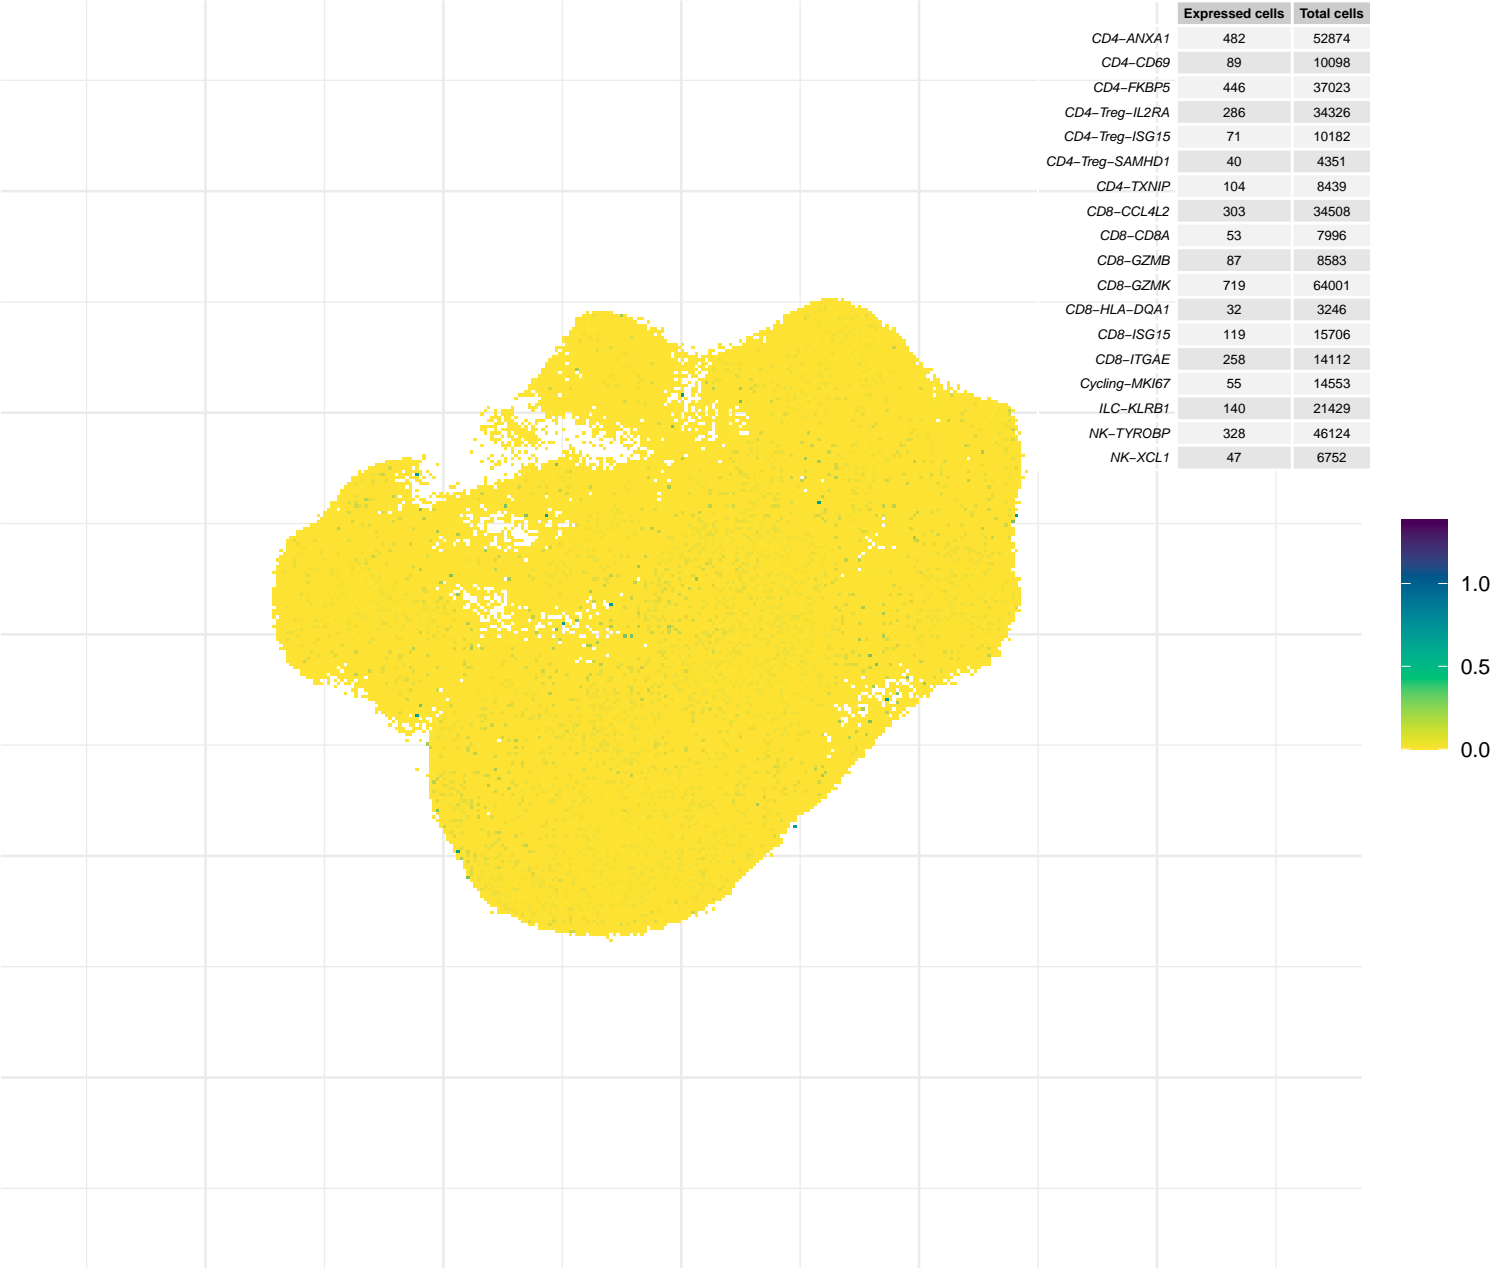 Expressed cells Total cells
CD4−ANXA1 482 52874
CD4−CD69 89 10098
CD4−FKBP5 446 37023
CD4−Treg−IL2RA 286 34326
CD4−Treg−ISG15 71 10182
CD4−Treg−SAMHD1 40 4351
CD4−TXNIP 104 8439
CD8−CCL4L2 303 34508
CD8−CD8A 53 7996
CD8−GZMB 87 8583
CD8−GZMK 719 64001
CD8−HLA−DQA1 32 3246
CD8−ISG15 119 15706
CD8−ITGAE 258 14112
Cycling−MKI67 55 14553
ILC−KLRB1 140 21429
NK−TYROBP 328 46124
NK−XCL1 47 6752
1.0
0.5
0.0